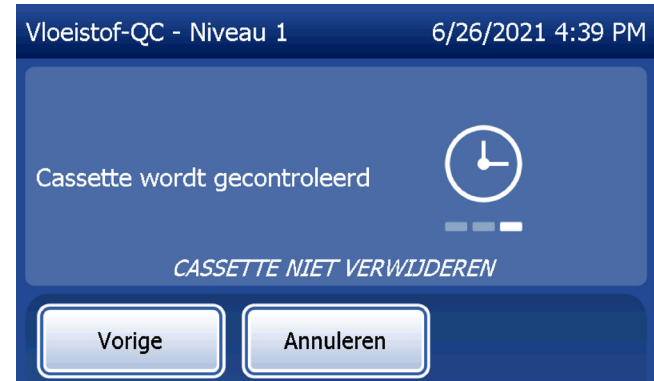 Vloeistof-QC - Niveau 1 6/26/2021 4:39 PM
Cassette wordt gecontroleerd
CASSETTE NIET VERWIJDEREN
Vorige Annuleren